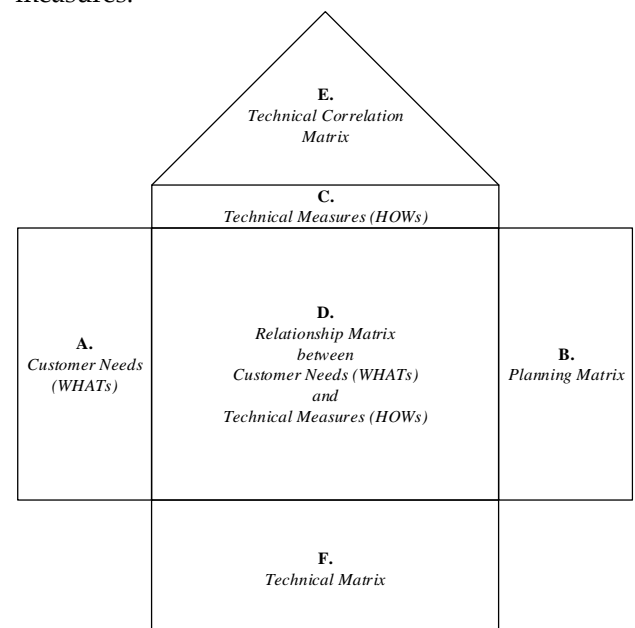 measures.
E.
Technical Correlation
Matrix
C.
Technical Measures (HOWs)
A.
Customer Needs
(WHATs)
D.
Relationship Matrix
between
Customer Needs (WHATs)
and
Technical Measures (HOWs)
B.
Planning Matrix
F.
Technical Matrix